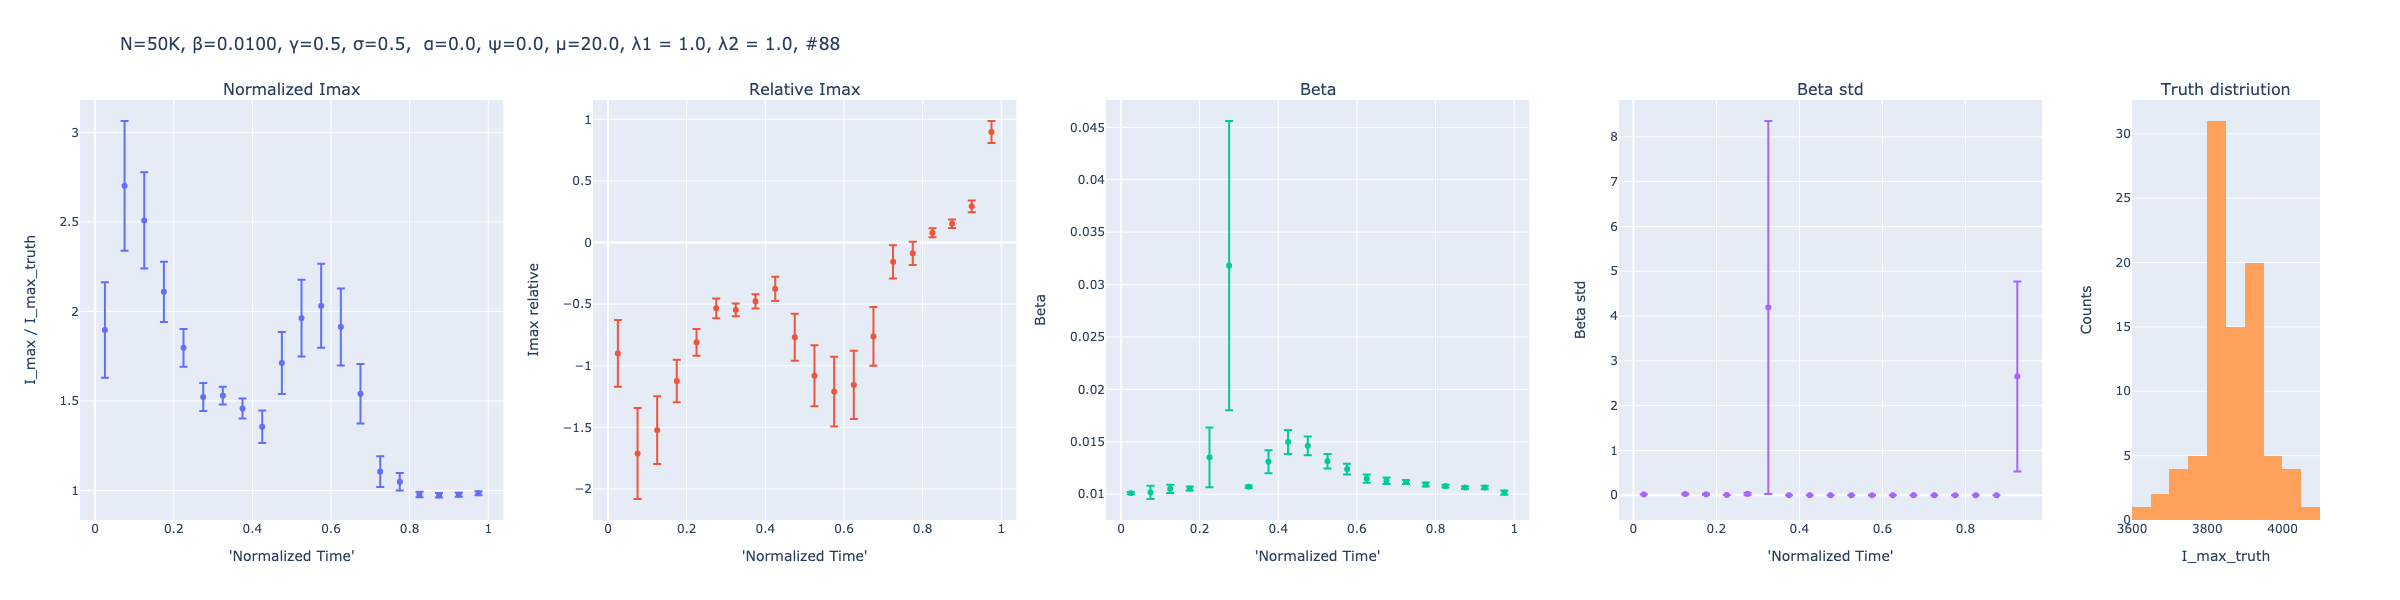 N=50K, β=0.0100, γ=0.5, σ=0.5, α=0.0, ψ=0.0, μ=20.0, λ1 = 1.0, λ2 = 1.0, #88
Normalized Imax
I_max / I_max_truth
3
2.5
2
1.5
1
0 0.2 0.4 0.6 0.8 1
'Normalized Time'
Relative Imax
Imax relative
1
0.5
0
−0.5
−1
−1.5
−2
0 0.2 0.4 0.6 0.8 1
'Normalized Time'
Beta
Beta
0.045
0.04
0.035
0.03
0.025
0.02
0.015
0.01
0 0.2 0.4 0.6 0.8 1
'Normalized Time'
Beta std
Beta std
8
7
6
5
4
3
2
1
0
0 0.2 0.4 0.6 0.8
'Normalized Time'
Truth distriution
Counts
30
25
20
15
10
5
0
3600 3800 4000
I_max_truth